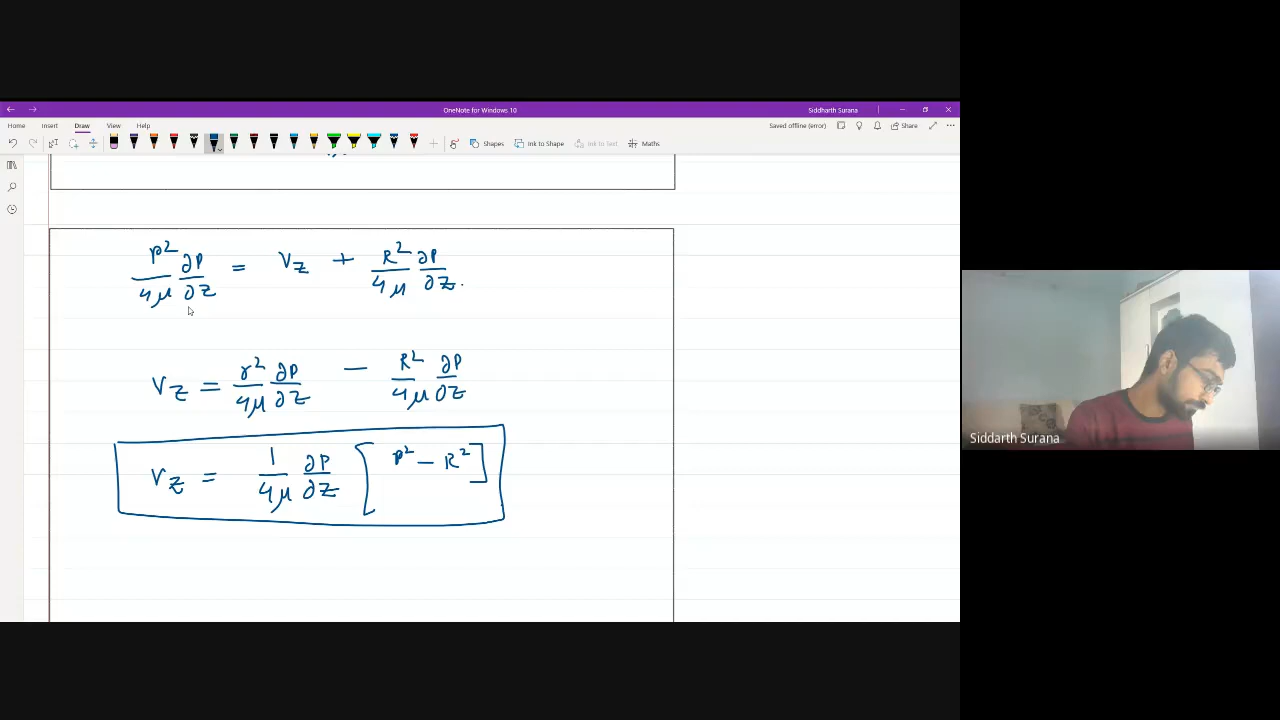 OneNote for Windows 10
Siddharth Surana
Home Insert Draw View Help
Saved offline (error) Share
Shapes Ink to Shape Ink to Text Maths
r²/4μ ∂P/∂z = Vz + R²/4μ ∂P/∂z.
Vz = r²/4μ ∂P/∂z − R²/4μ ∂P/∂z
Vz = 1/4μ ∂P/∂z [r² − R²]
Siddarth Surana